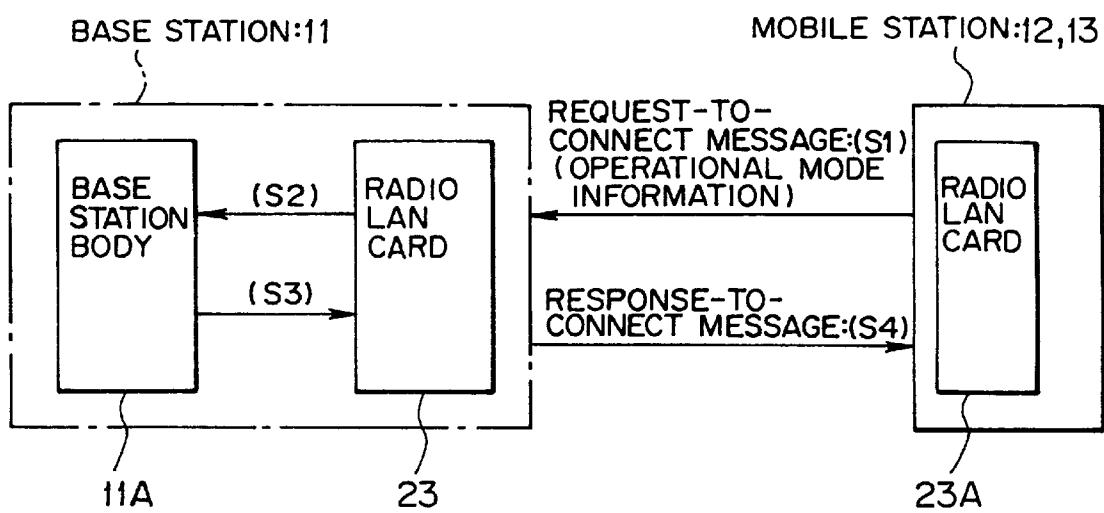 BASE STATION:11
MOBILE STATION:12,13
BASE
STATION
BODY
(S2)
(S3)
RADIO
LAN
CARD
REQUEST-TO-
CONNECT MESSAGE:(S1)
(OPERATIONAL MODE
INFORMATION)
RESPONSE-TO-
CONNECT MESSAGE:(S4)
RADIO
LAN
CARD
11A
23
23A